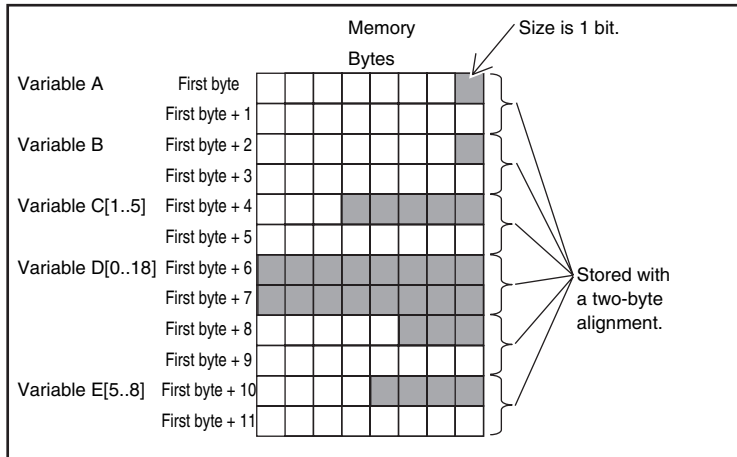 Memory
Size is 1 bit.
Bytes
Variable A First byte
First byte + 1
Variable B First byte + 2
First byte + 3
Variable C[1..5] First byte + 4
First byte + 5
Variable D[0..18] First byte + 6
First byte + 7
First byte + 8
First byte + 9
Variable E[5..8] First byte + 10
First byte + 11
Stored with
a two-byte
alignment.